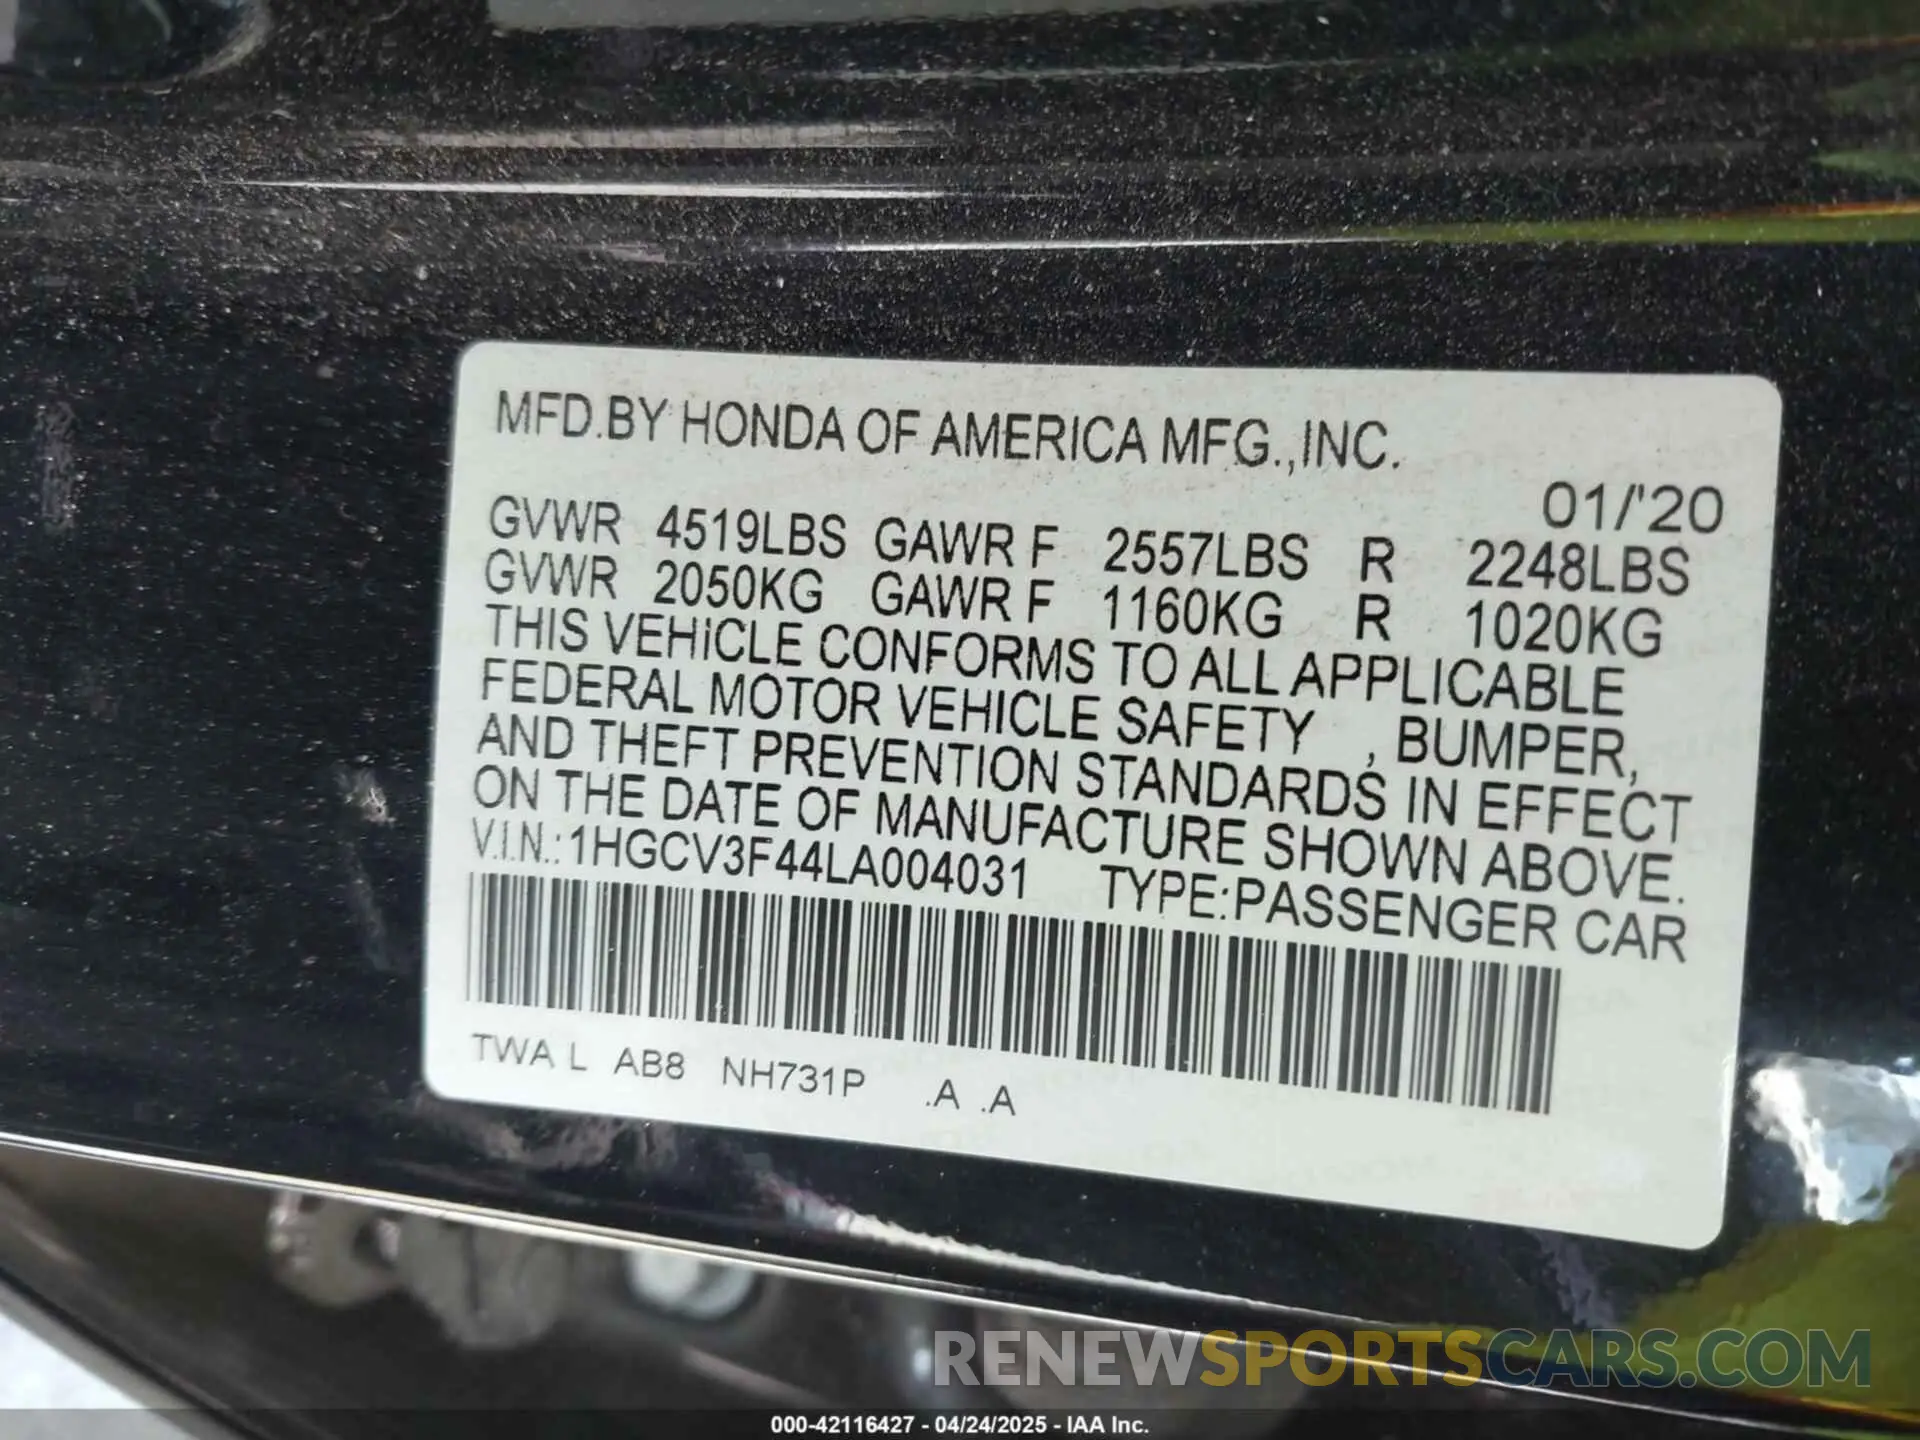 MFD.BY HONDA OF AMERICA MFG.,INC.
01/'20
GVWR 4519LBS GAWR F 2557LBS R 2248LBS
GVWR 2050KG GAWR F 1160KG R 1020KG
THIS VEHICLE CONFORMS TO ALL APPLICABLE
FEDERAL MOTOR VEHICLE SAFETY , BUMPER,
AND THEFT PREVENTION STANDARDS IN EFFECT
ON THE DATE OF MANUFACTURE SHOWN ABOVE.
V.I.N.:1HGCV3F44LA004031 TYPE:PASSENGER CAR
TWA L AB8 NH731P .A .A
RENEWSPORTSCARS.COM
000-42116427 - 04/24/2025 - IAA Inc.